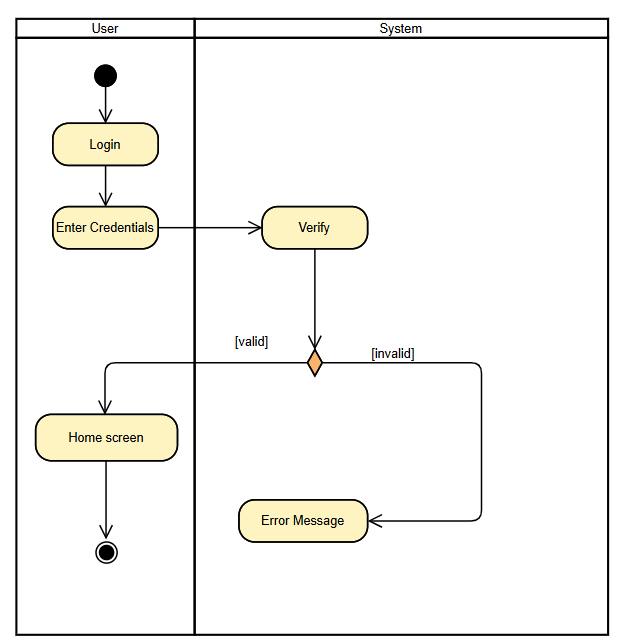 User
System
Login
Enter Credentials
Verify
[valid]
[invalid]
Home screen
Error Message